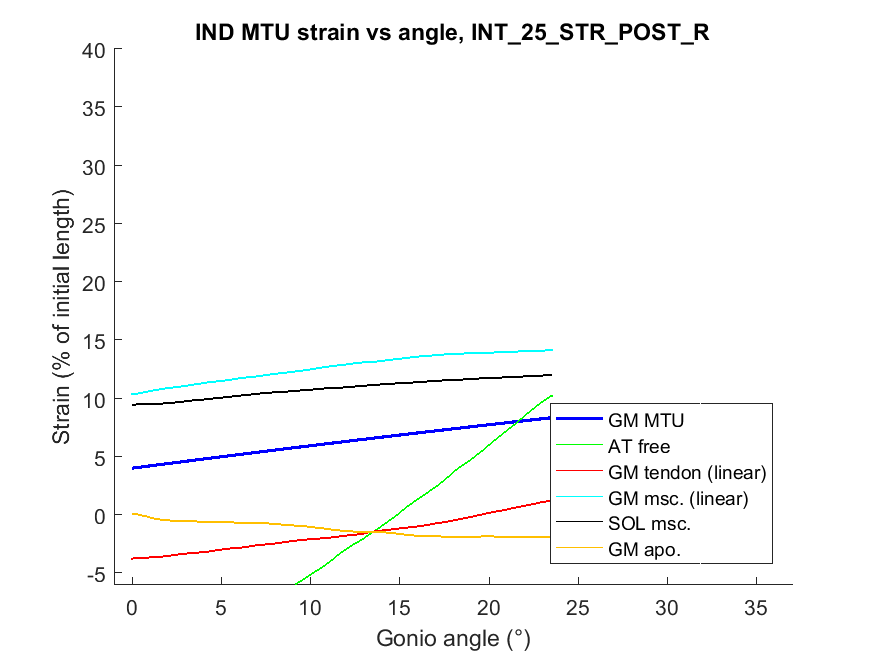 IND MTU strain vs angle, INT_25_STR_POST_R
Strain (% of initial length)
40
35
30
25
20
15
10
5
0
-5
0 5 10 15 20 25 30 35
Gonio angle (°)
GM MTU
AT free
GM tendon (linear)
GM msc. (linear)
SOL msc.
GM apo.